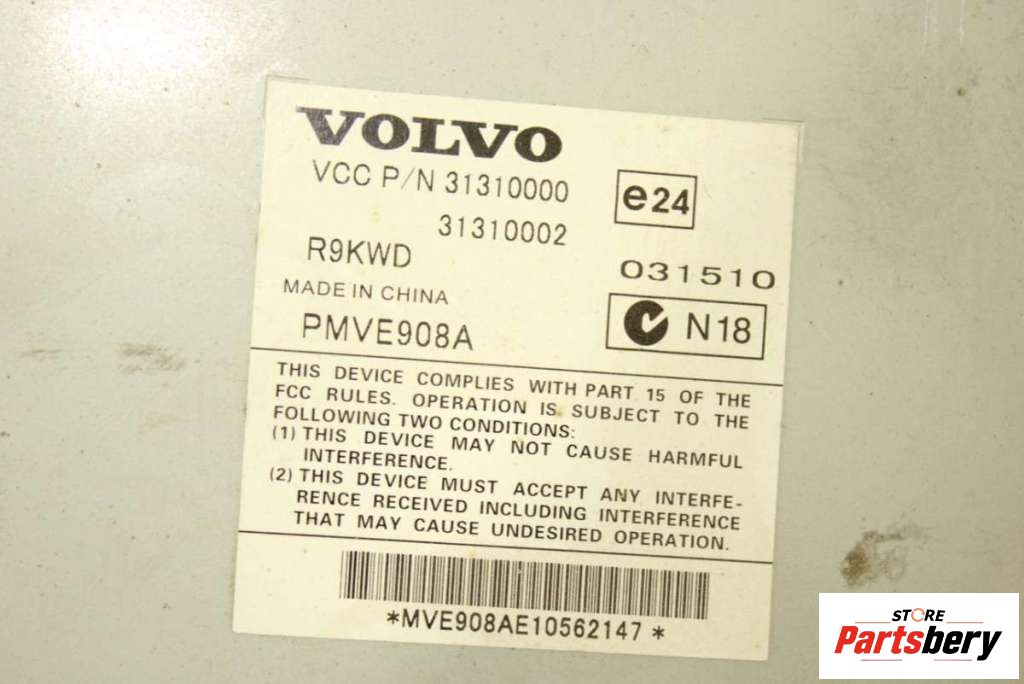 VOLVO
VCC P/N 31310000
31310002
e24
R9KWD
031510
MADE IN CHINA
PMVE908A
N18
THIS DEVICE COMPLIES WITH PART 15 OF THE
FCC RULES. OPERATION IS SUBJECT TO THE
FOLLOWING TWO CONDITIONS:
(1) THIS DEVICE MAY NOT CAUSE HARMFUL
INTERFERENCE.
(2) THIS DEVICE MUST ACCEPT ANY INTERFE-
RENCE RECEIVED INCLUDING INTERFERENCE
THAT MAY CAUSE UNDESIRED OPERATION.
*MVE908AE10562147*
STORE
Partsbery